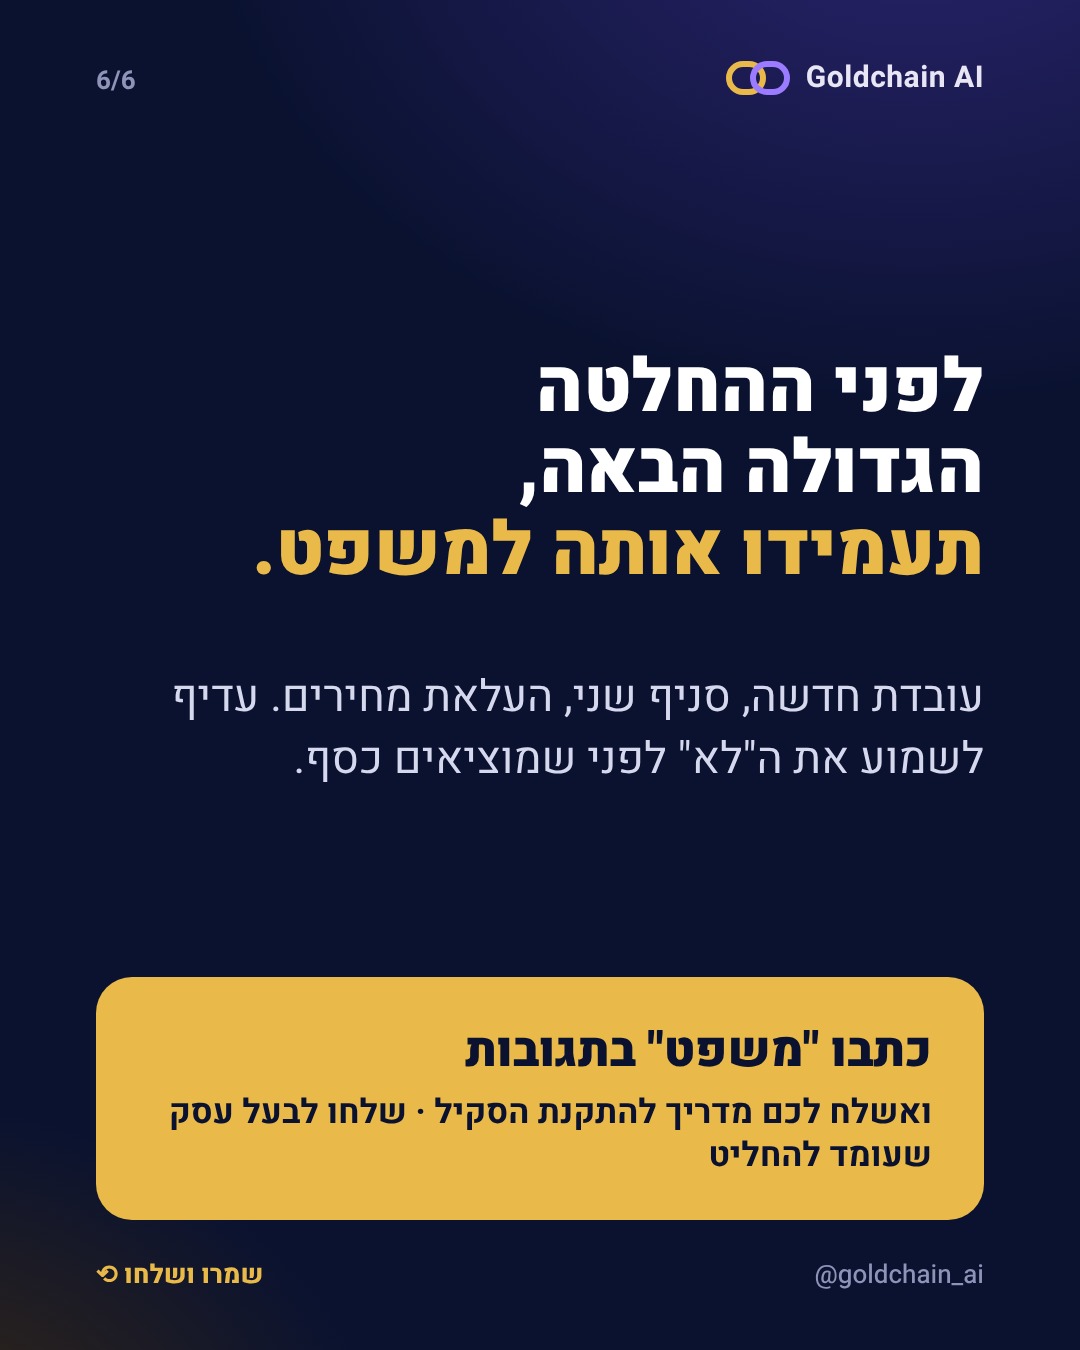 Goldchain AI
6/6
לפני ההחלטה
הגדולה הבאה,
תעמידו אותה למשפט.
עובדת חדשה, סניף שני, העלאת מחירים. עדיף
לשמוע את ה"לא" לפני שמוציאים כסף.
כתבו "משפט" בתגובות
ואשלח לכם מדריך להתקנת הסקיל · שלחו לבעל עסק
שעומד להחליט
@goldchain_ai
שמרו ושלחו ⟲